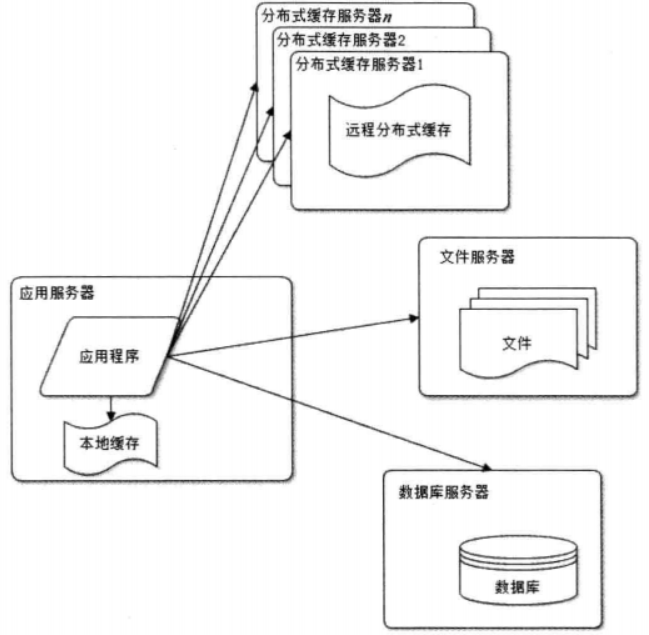 分布式缓存服务器n
分布式缓存服务器2
分布式缓存服务器1
远程分布式缓存
文件服务器
文件
应用服务器
应用程序
本地缓存
数据库服务器
数据库